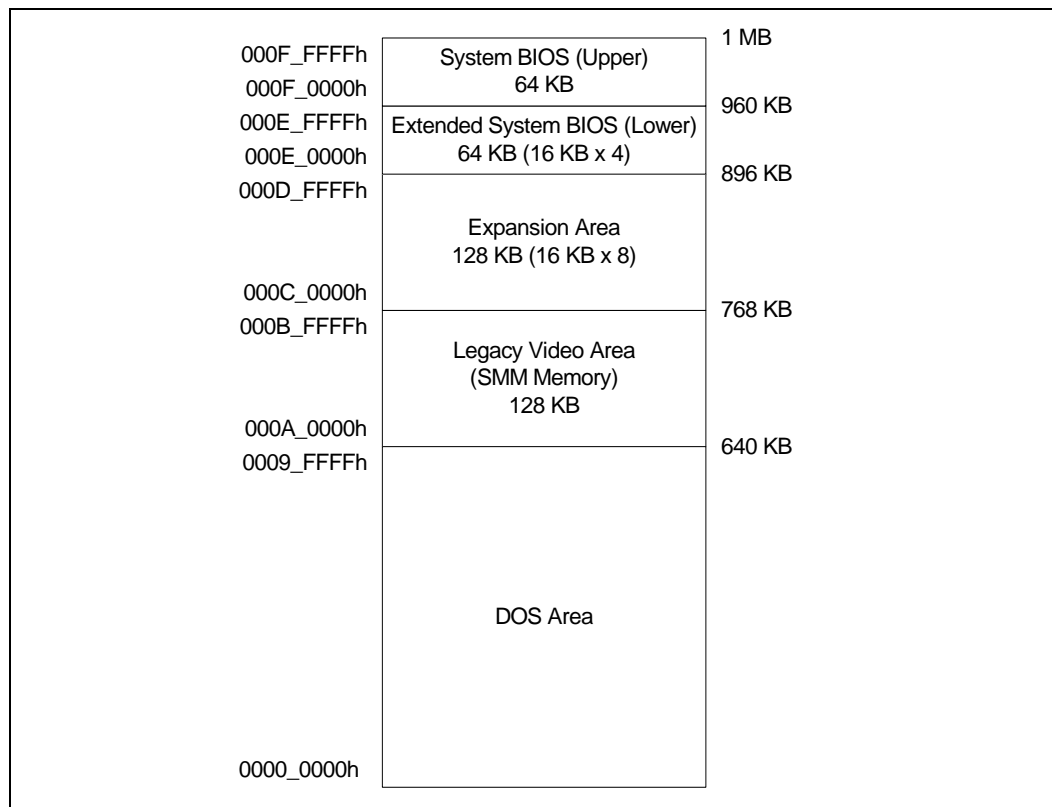 000F_FFFFh
System BIOS (Upper)
64 KB
1 MB
000F_0000h
960 KB
000E_FFFFh
Extended System BIOS (Lower)
64 KB (16 KB x 4)
000E_0000h
896 KB
000D_FFFFh
Expansion Area
128 KB (16 KB x 8)
000C_0000h
768 KB
000B_FFFFh
Legacy Video Area
(SMM Memory)
128 KB
000A_0000h
640 KB
0009_FFFFh
DOS Area
0000_0000h